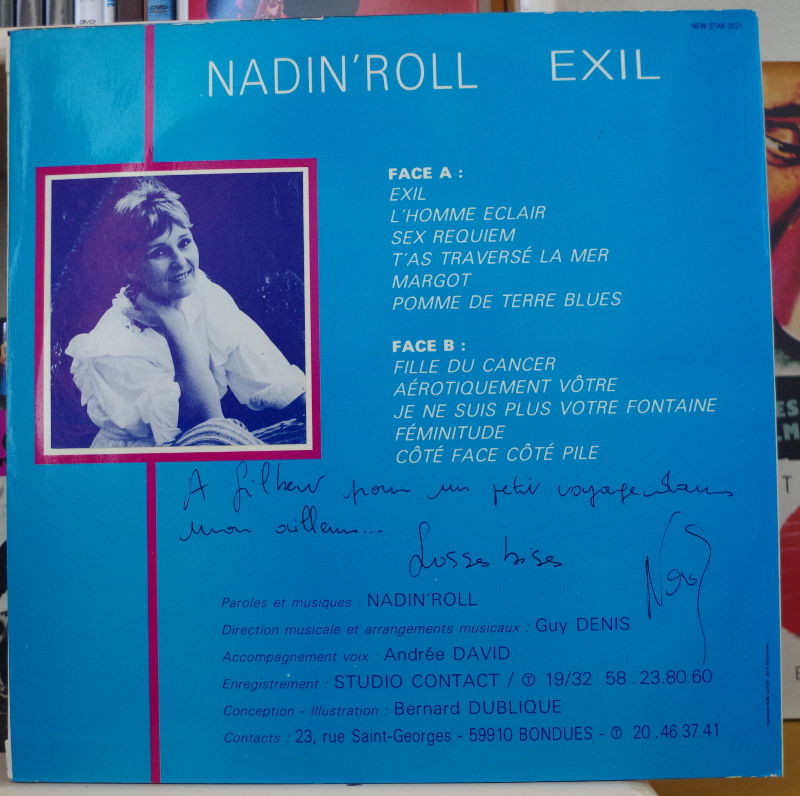 NEW STAR 2021
NADIN'ROLL EXIL
FACE A :
EXIL
L'HOMME ECLAIR
SEX REQUIEM
T'AS TRAVERSÉ LA MER
MARGOT
POMME DE TERRE BLUES
FACE B :
FILLE DU CANCER
AÉROTIQUEMENT VÔTRE
JE NE SUIS PLUS VOTRE FONTAINE
FÉMINITUDE
CÔTÉ FACE CÔTÉ PILE
A Gilbert pour un petit voyage dans
mon ailleurs...
bises
Paroles et musiques : NADIN'ROLL
Direction musicale et arrangements musicaux : Guy DENIS
Accompagnement voix : Andrée DAVID
Enregistrement : STUDIO CONTACT / Ⓣ 19/32 58.23.80.60
Conception - Illustration : Bernard DUBLIQUE
Contacts : 23, rue Saint-Georges - 59910 BONDUES - Ⓣ 20.46.37.41